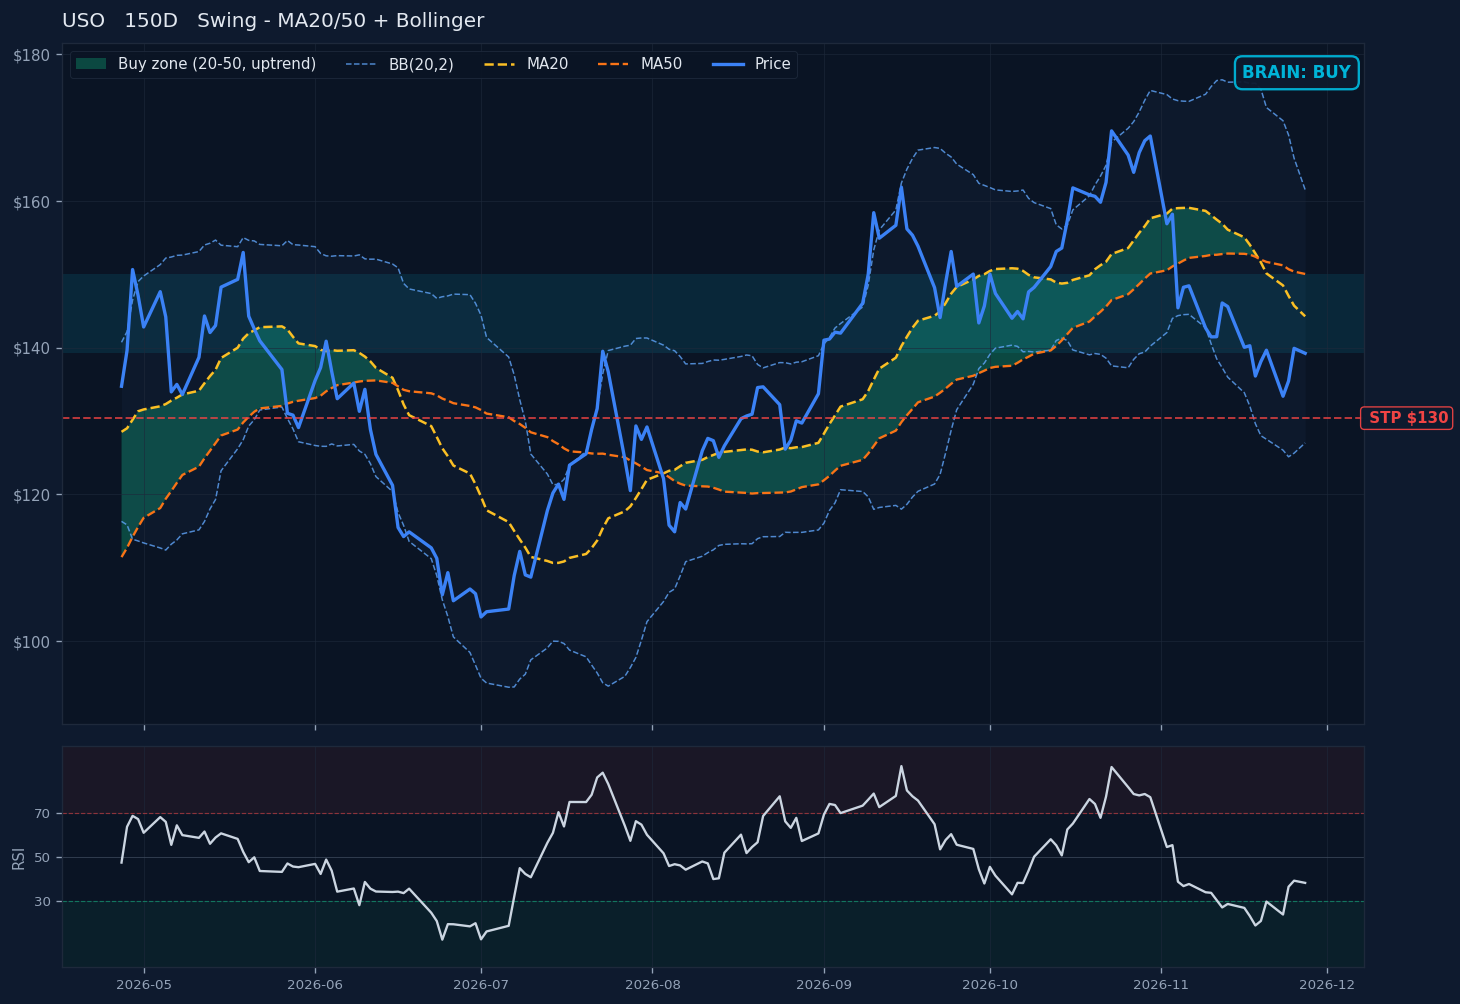 USO   150D   Swing - MA20/50 + Bollinger
Buy zone (20-50, uptrend)
BB(20,2)
MA20
MA50
Price
BRAIN: BUY
$180
$160
$140
$120
$100
STP $130
RSI
70
50
30
2026-05
2026-06
2026-07
2026-08
2026-09
2026-10
2026-11
2026-12